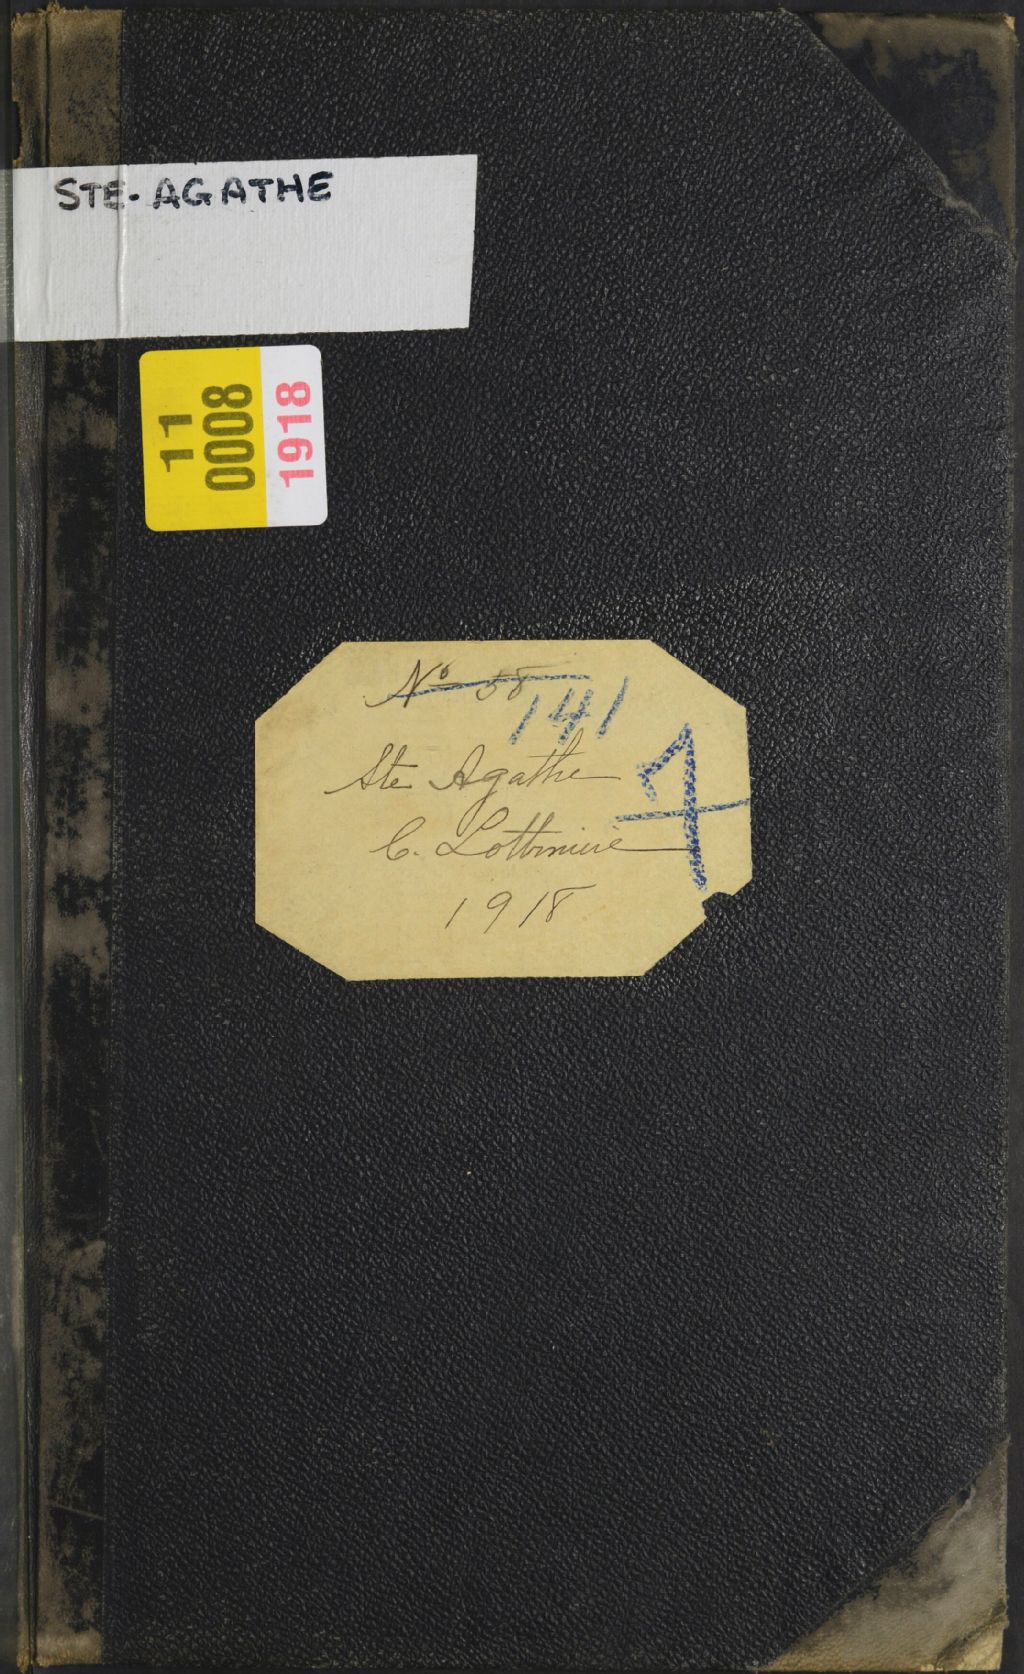 STE-AGATHE
11
0008
1918
No 58
141
Ste Agathe
7
C. Lotbinière
1918